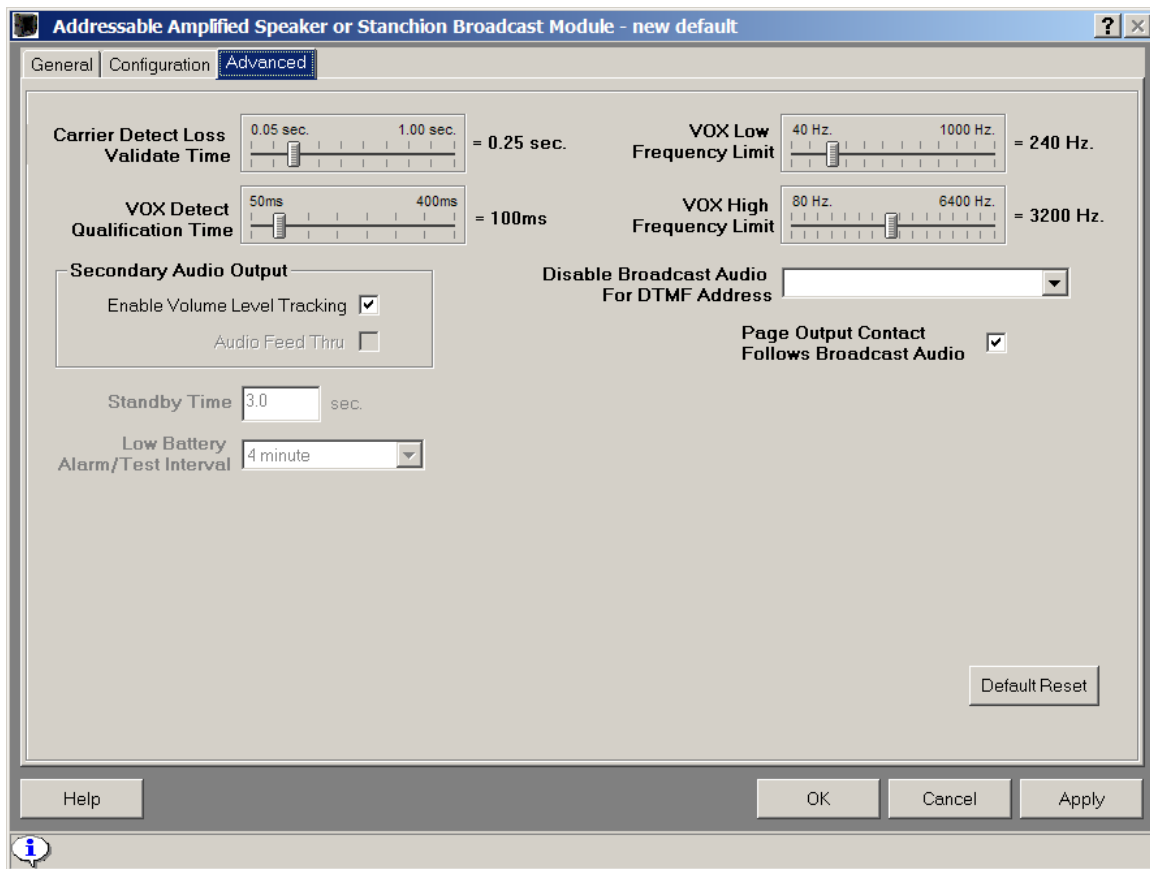 Addressable Amplified Speaker or Stanchion Broadcast Module - new default
?
General
Configuration
Advanced
Carrier Detect Loss
Validate Time
0.05 sec. 1.00 sec.
= 0.25 sec.
VOX Low
Frequency Limit
40 Hz. 1000 Hz.
= 240 Hz.
VOX Detect
Qualification Time
50ms 400ms
= 100ms
VOX High
Frequency Limit
80 Hz. 6400 Hz.
= 3200 Hz.
Secondary Audio Output
Enable Volume Level Tracking
Audio Feed Thru
Disable Broadcast Audio
For DTMF Address
Page Output Contact
Follows Broadcast Audio
Standby Time 3.0 sec.
Low Battery
Alarm/Test Interval
4 minute
Default Reset
Help
OK
Cancel
Apply